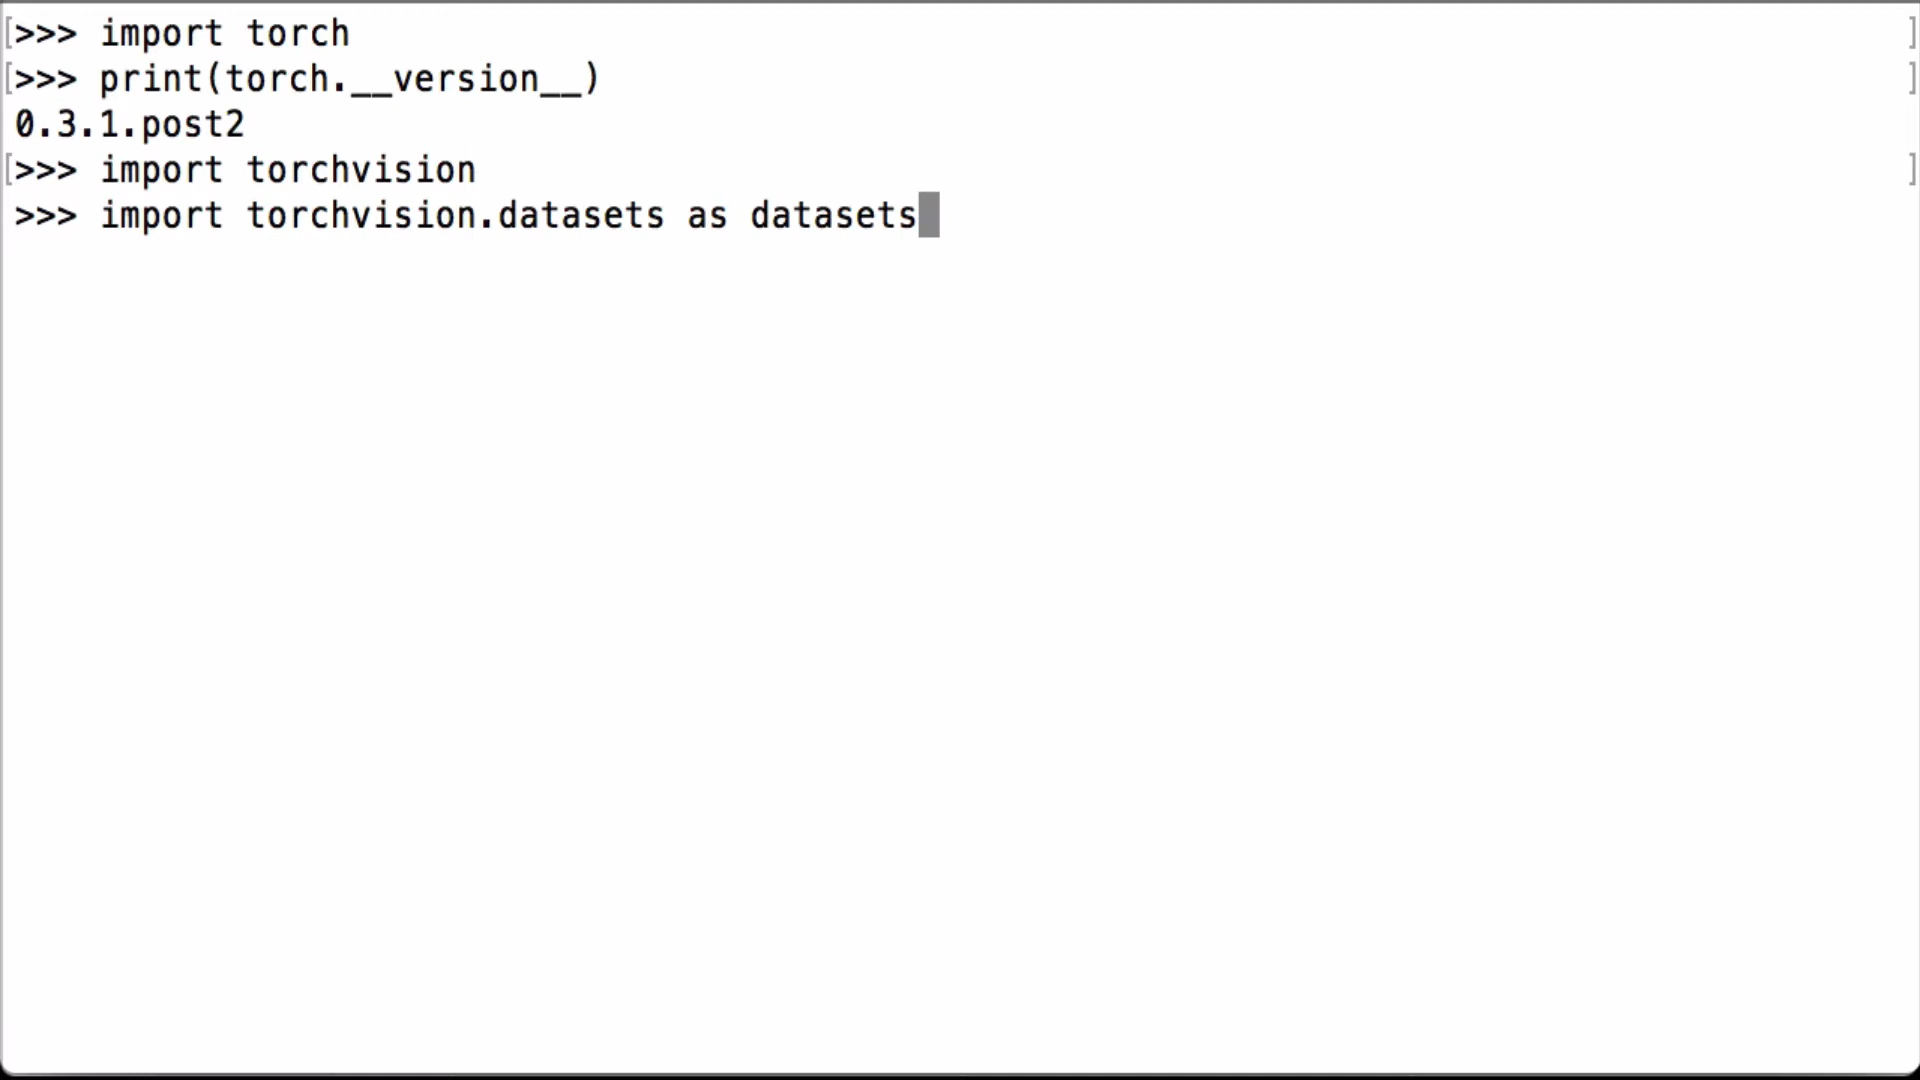 [>>> import torch ]
[>>> print(torch.__version__) ]
0.3.1.post2
[>>> import torchvision ]
>>> import torchvision.datasets as datasets